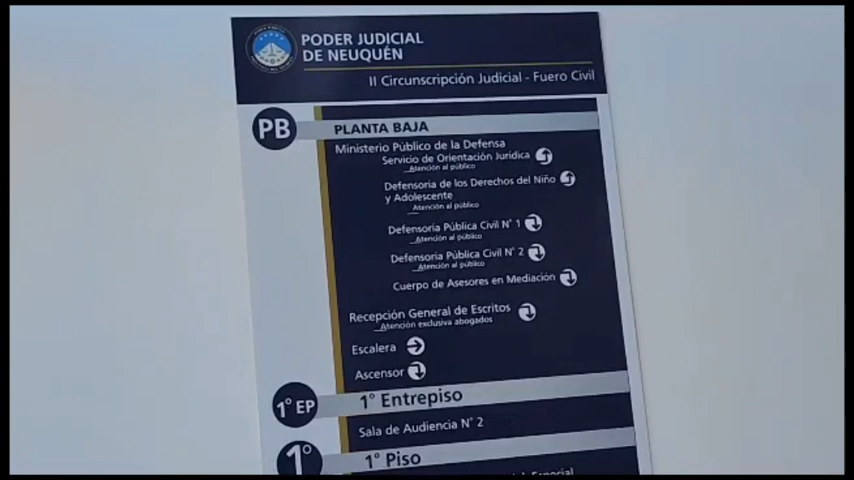 PODER JUDICIAL
DE NEUQUÉN
II Circunscripción Judicial - Fuero Civil
PB
PLANTA BAJA
Ministerio Público de la Defensa
Servicio de Orientación Jurídica
Atención al público
Defensoría de los Derechos del Niño
y Adolescente
Atención al público
Defensoría Pública Civil N° 1
Atención al público
Defensoría Pública Civil N° 2
Atención al público
Cuerpo de Asesores en Mediación
Recepción General de Escritos
Atención exclusiva abogados
Escalera
Ascensor
1° EP
1° Entrepiso
Sala de Audiencia N° 2
1°
1° Piso
Especial